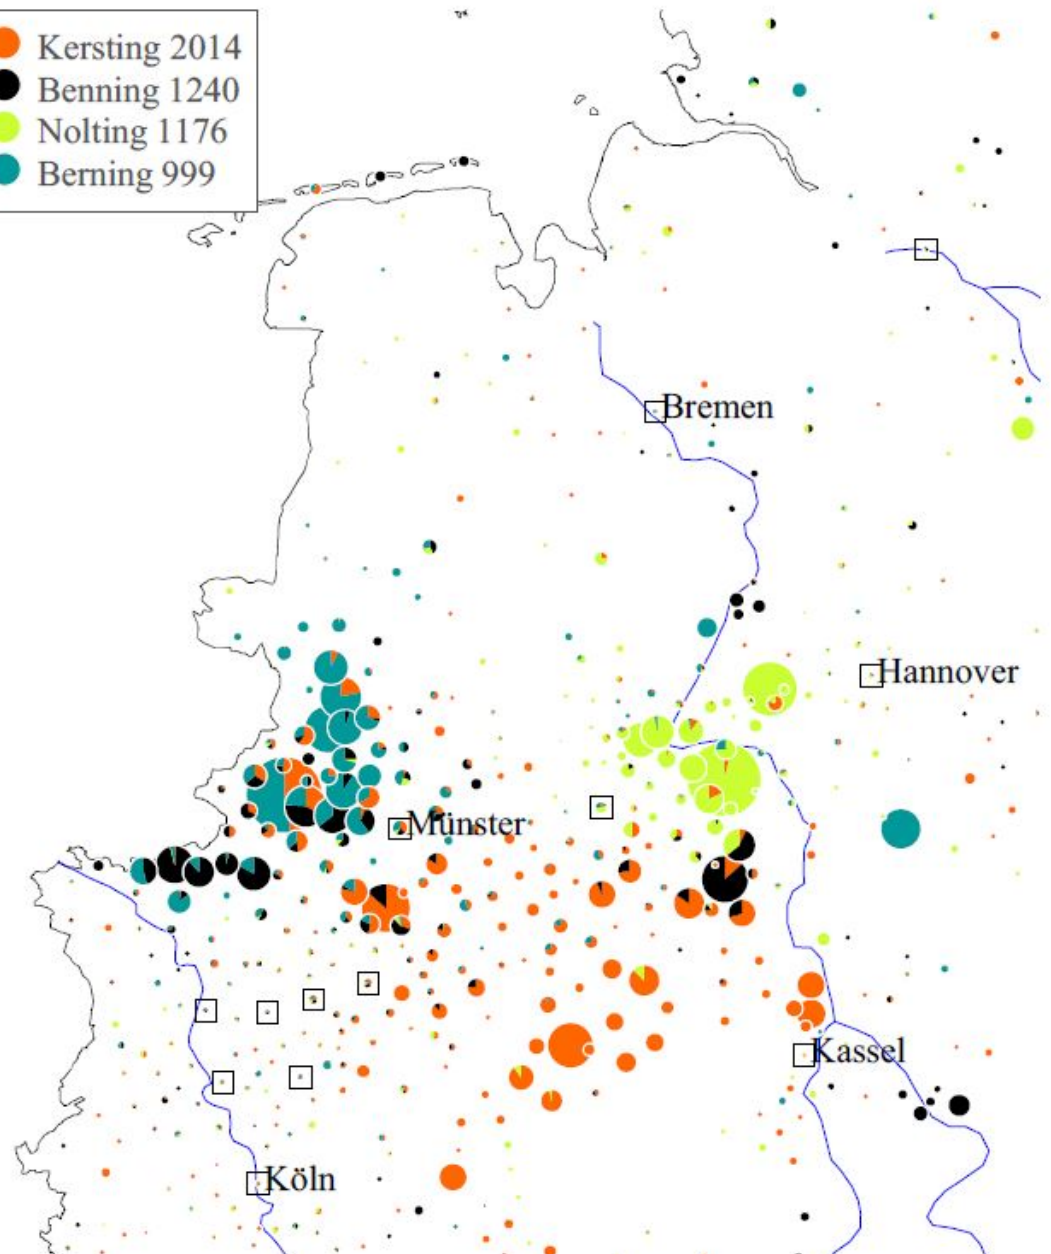 Kersting 2014
Benning 1240
Nolting 1176
Berning 999
Bremen
Hannover
Münster
Kassel
Köln